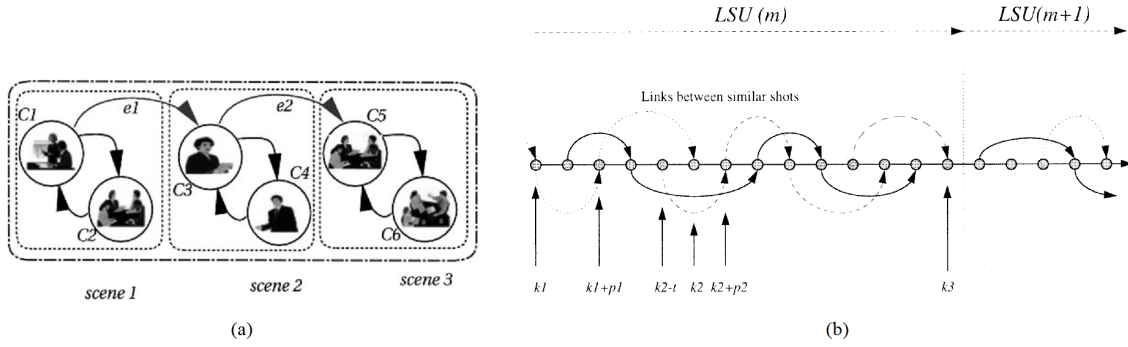 C1
e1
e2
C5
C3
C4
C2
C6
scene 1
scene 2
scene 3
(a)
LSU (m)
LSU(m+1)
Links between similar shots
k1
k1+p1
k2-t
k2
k2+p2
k3
(b)